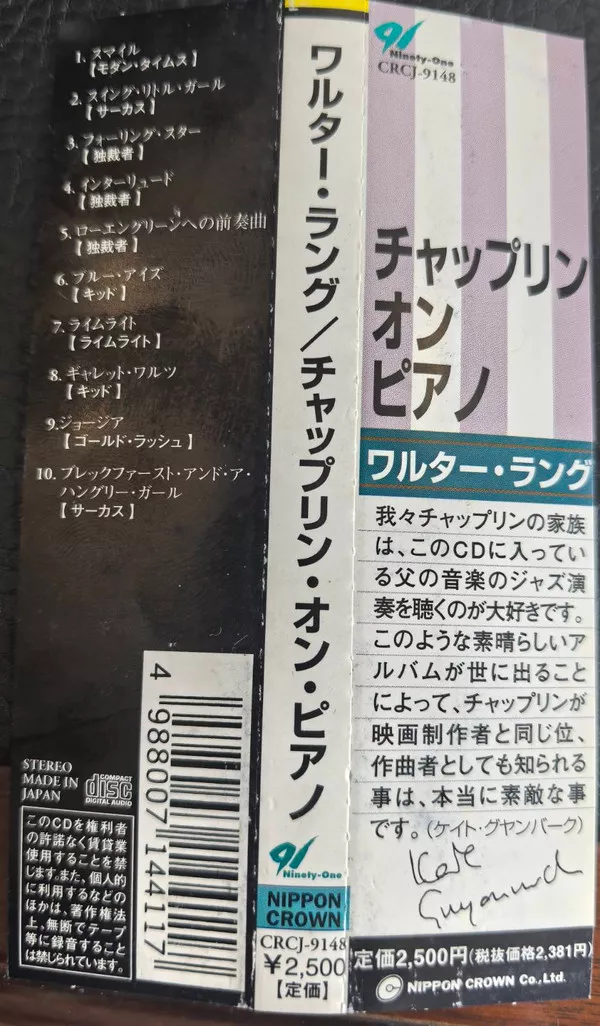 1. スマイル
【モダン・タイムス】
2. スイング・リトル・ガール
【サーカス】
3. フォーリング・スター
【独裁者】
4. インターリュード
【独裁者】
5. ローエングリーンへの前奏曲
【独裁者】
6. ブルー・アイズ
【キッド】
7. ライムライト
【ライムライト】
8. ギャレット・ワルツ
【キッド】
9. ジョージア
【ゴールド・ラッシュ】
10. ブレックファースト・アンド・ア・
ハングリー・ガール
【サーカス】
STEREO
MADE IN
JAPAN
COMPACT
disc
DIGITAL AUDIO
このCDを権利者
の許諾なく賃貸業
使用することを禁
じます。また、個人的
に利用するなどの
ほかは、著作権法
上、無断でテープ
等に録音すること
は禁じられています。
4 988007 144117
ワルター・ラング／チャップリン・オン・ピアノ
91
Ninety-One
NIPPON
CROWN
CRCJ-9148
¥2,500
【定価】
91
Ninety-One
CRCJ-9148
チャップリン
オン
ピアノ
ワルター・ラング
我々チャップリンの家族
は、このCDに入ってい
る父の音楽のジャズ演
奏を聴くのが大好きです。
このような素晴らしいア
ルバムが世に出ること
によって、チャップリンが
映画制作者と同じ位、
作曲者としても知られる
事は、本当に素敵な事
です。(ケイト・グヤンバーク)
Kate
定価2,500円(税抜価格2,381円)
NIPPON CROWN Co.,Ltd.